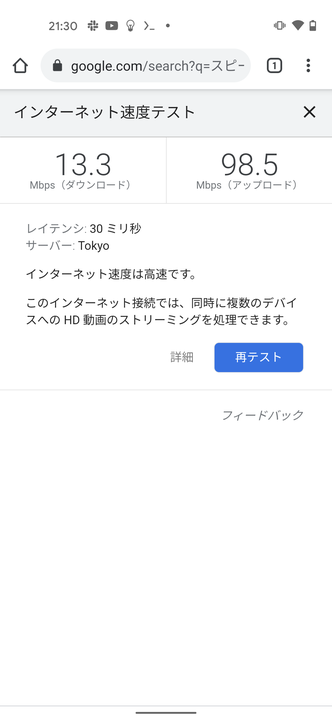 21:30
google.com/search?q=スピー
1
インターネット速度テスト
13.3
98.5
Mbps（ダウンロード）
Mbps（アップロード）
レイテンシ: 30 ミリ秒
サーバー: Tokyo
インターネット速度は高速です。
このインターネット接続では、同時に複数のデバイ
スへの HD 動画のストリーミングを処理できます。
詳細
再テスト
フィードバック